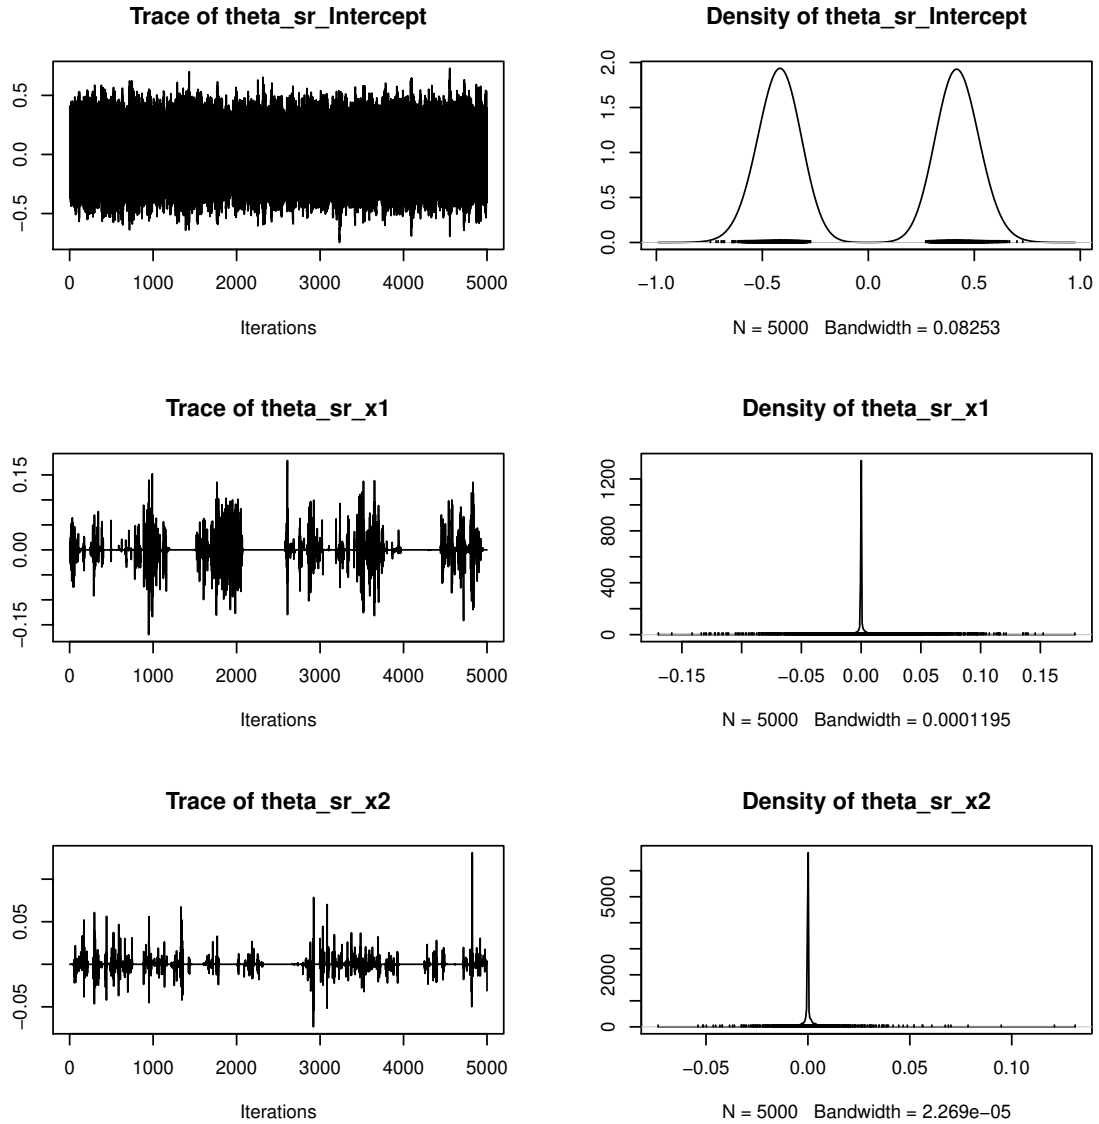 Trace of theta_sr_Intercept
0.5
0.0
−0.5
0 1000 2000 3000 4000 5000
Iterations
Density of theta_sr_Intercept
2.0
1.5
1.0
0.5
0.0
−1.0 −0.5 0.0 0.5 1.0
N = 5000 Bandwidth = 0.08253
Trace of theta_sr_x1
0.15
0.00
−0.15
0 1000 2000 3000 4000 5000
Iterations
Density of theta_sr_x1
1200
800
400
0
−0.15 −0.05 0.00 0.05 0.10 0.15
N = 5000 Bandwidth = 0.0001195
Trace of theta_sr_x2
0.05
−0.05
0 1000 2000 3000 4000 5000
Iterations
Density of theta_sr_x2
5000
2000
0
−0.05 0.00 0.05 0.10
N = 5000 Bandwidth = 2.269e−05